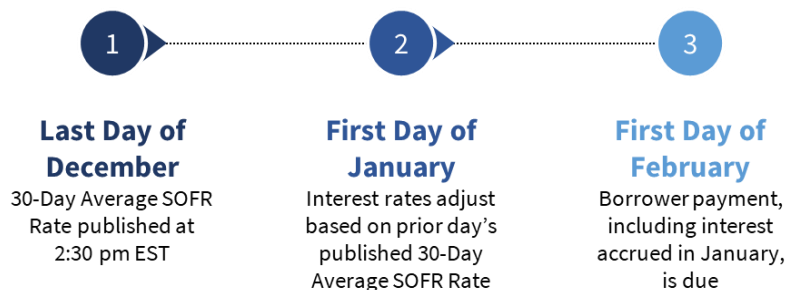 1
2
3
Last Day of
December
30-Day Average SOFR
Rate published at
2:30 pm EST
First Day of
January
Interest rates adjust
based on prior day's
published 30-Day
Average SOFR Rate
First Day of
February
Borrower payment,
including interest
accrued in January,
is due